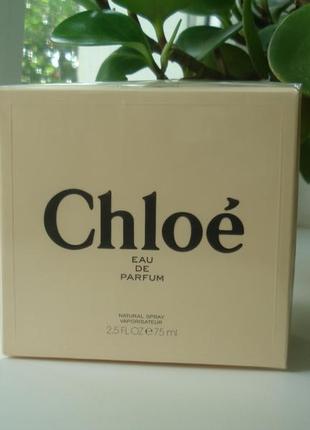 Chloé
EAU
DE
PARFUM
NATURAL SPRAY
VAPORISATEUR
2.5 FL OZ ℮ 75 ml